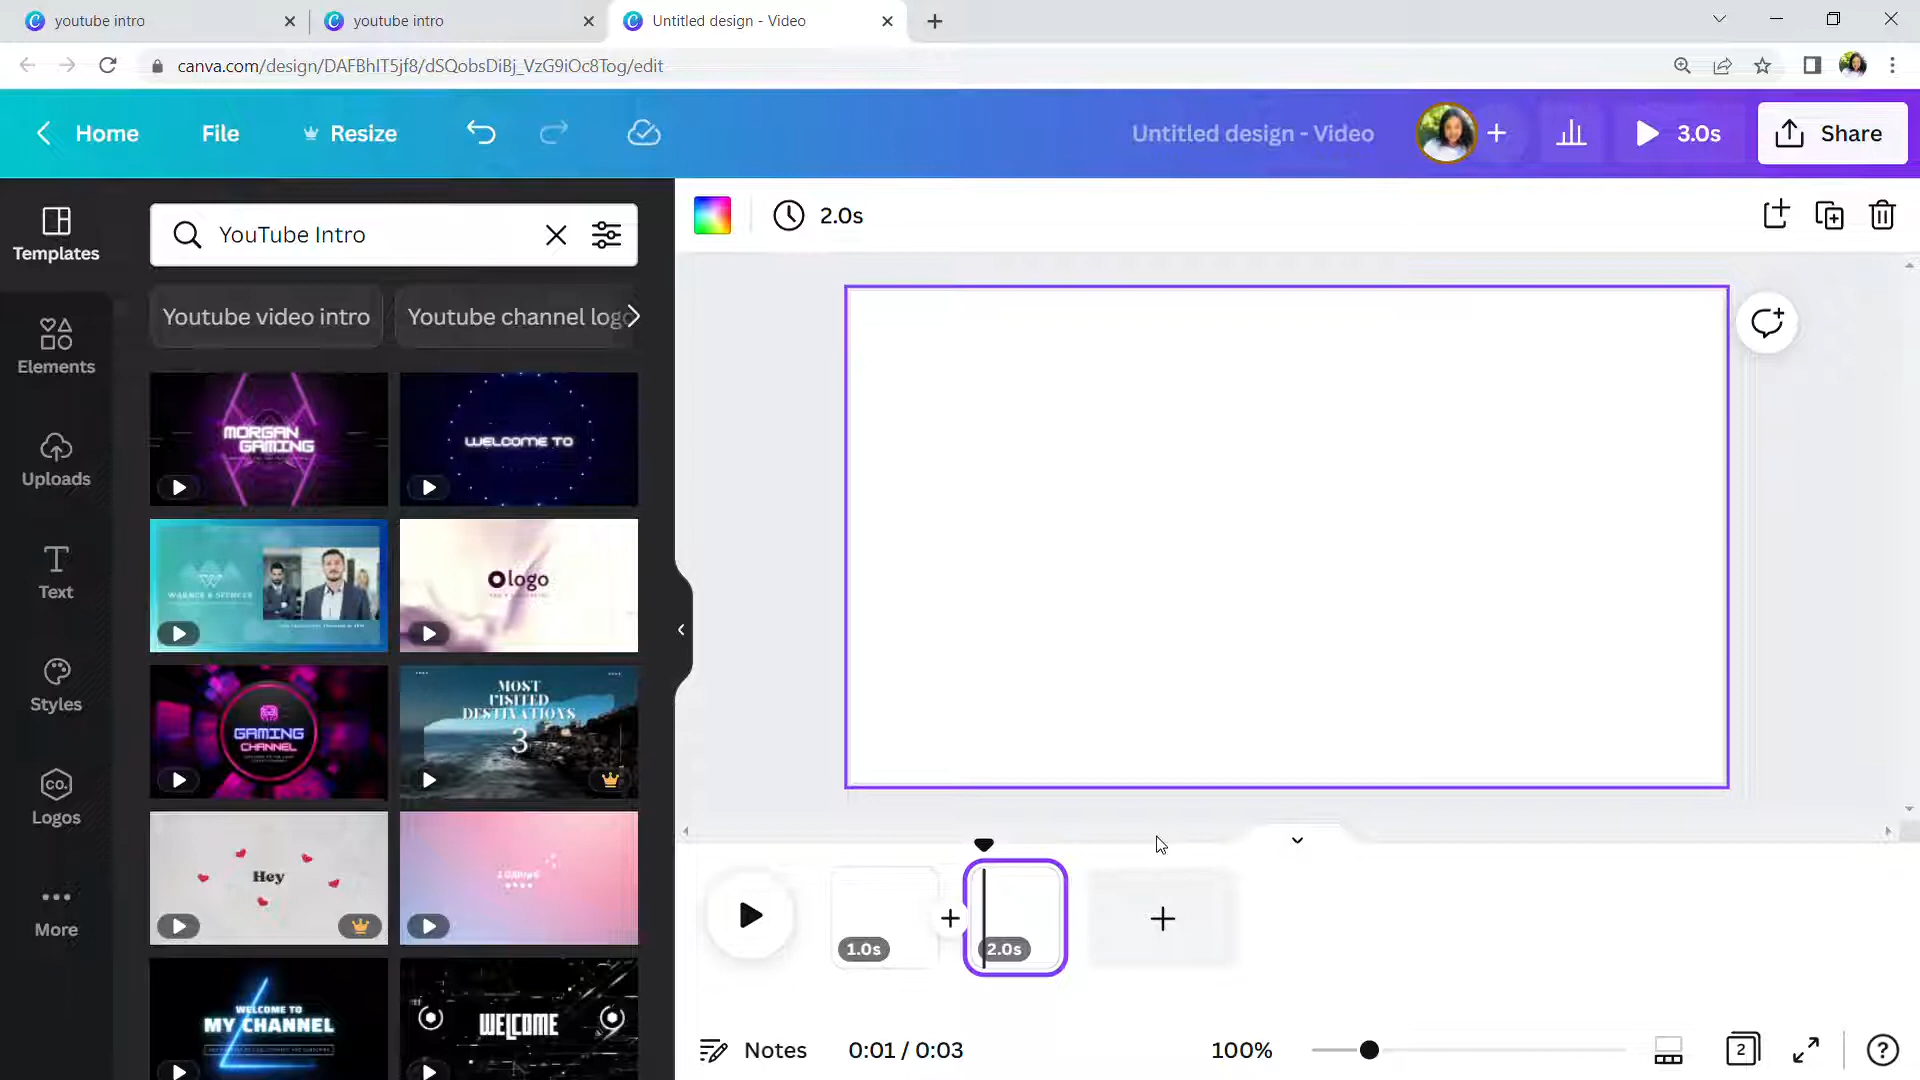 youtube intro
youtube intro
Untitled design - Video
canva.com/design/DAFBhIT5jf8/dSQobsDiBj_VzG9iOc8Tog/edit
Home
File
Resize
Untitled design - Video
3.0s
Share
Templates
YouTube Intro
2.0s
Youtube video intro
Youtube channel logo
Elements
MORGAN
GAMING
WELCOME TO
Uploads
Text
WARNER & SPENCER
logo
Styles
GAMING
CHANNEL
MOST
VISITED
DESTINATIONS
3
CO.
Logos
Hey
More
1.0s
2.0s
WELCOME TO
MY CHANNEL
WELCOME
Notes
0:01 / 0:03
100%
2
?